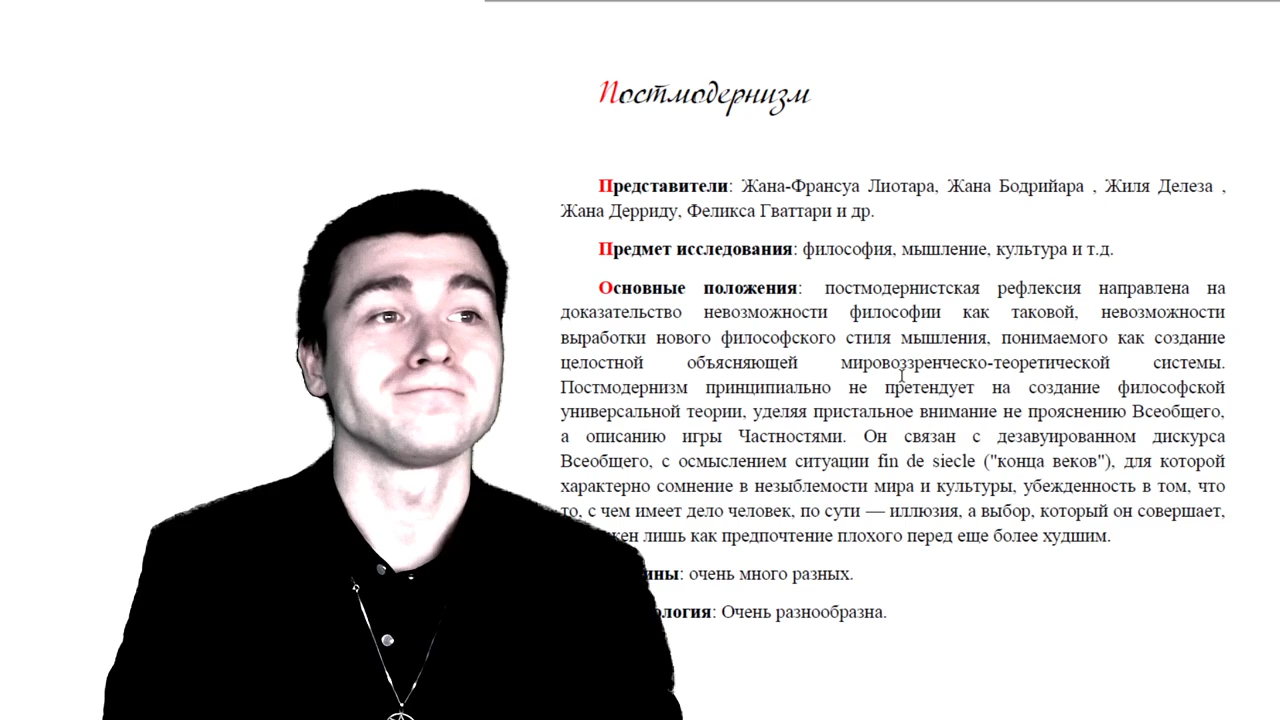 Постмодернизм
Представители: Жана-Франсуа Лиотара, Жана Бодрийара , Жиля Делеза ,
Жана Дерриду, Феликса Гваттари и др.
Предмет исследования: философия, мышление, культура и т.д.
Основные положения: постмодернистская рефлексия направлена на
доказательство невозможности философии как таковой, невозможности
выработки нового философского стиля мышления, понимаемого как создание
целостной объясняющей мировоззренческо-теоретической системы.
Постмодернизм принципиально не претендует на создание философской
универсальной теории, уделяя пристальное внимание не прояснению Всеобщего,
а описанию игры Частностями. Он связан с дезавуированном дискурса
Всеобщего, с осмыслением ситуации fin de siecle ("конца веков"), для которой
характерно сомнение в незыблемости мира и культуры, убежденность в том, что
то, с чем имеет дело человек, по сути — иллюзия, а выбор, который он совершает,
лишь как предпочтение плохого перед еще более худшим.
: очень много разных.
: Очень разнообразна.